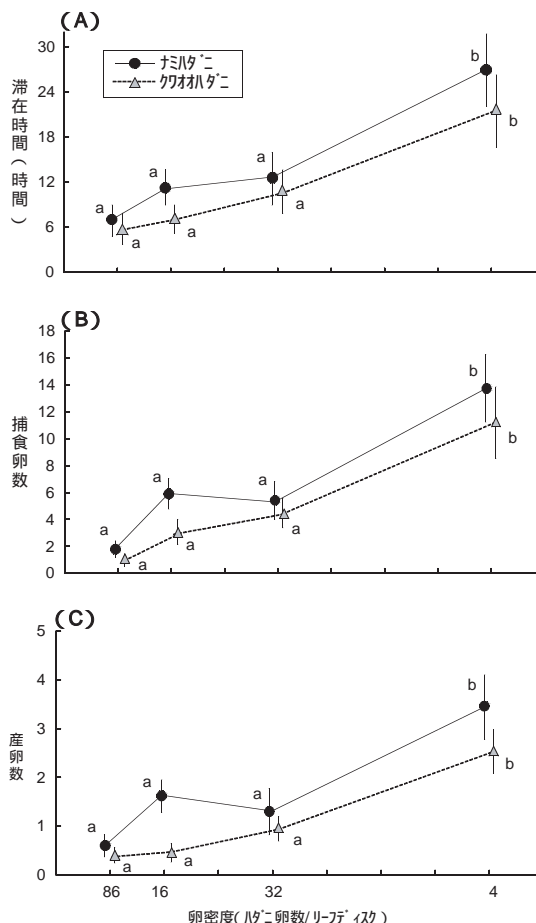 (A)
滞在時間(時間)
30
24
18
12
6
0
ナミハダニ
クワオオハダニ
a
a
a
b
a
a
a
b
(B)
捕食卵数
18
16
14
12
10
8
6
4
2
0
a
a
a
b
a
a
a
b
(C)
産卵数
5
4
3
2
1
0
a
a
a
b
a
a
a
b
86 16 32 4
卵密度(ハダニ卵数/リーフディスク)